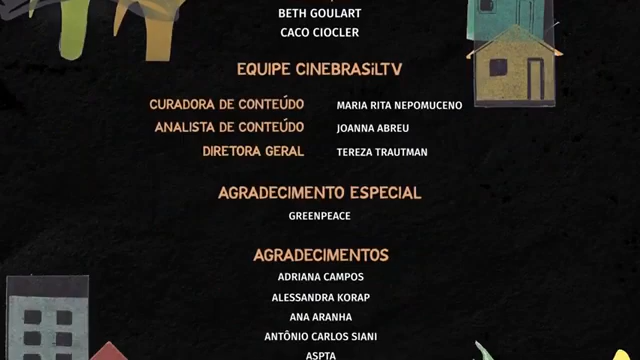 BETH GOULART
CACO CIOCLER
EQUIPE CINEBRASiLTV
CURADORA DE CONTEÚDO MARIA RITA NEPOMUCENO
ANALISTA DE CONTEÚDO JOANNA ABREU
DIRETORA GERAL TEREZA TRAUTMAN
AGRADECIMENTO ESPECIAL
GREENPEACE
AGRADECIMENTOS
ADRIANA CAMPOS
ALESSANDRA KORAP
ANA ARANHA
ANTÔNIO CARLOS SIANI
ASPTA